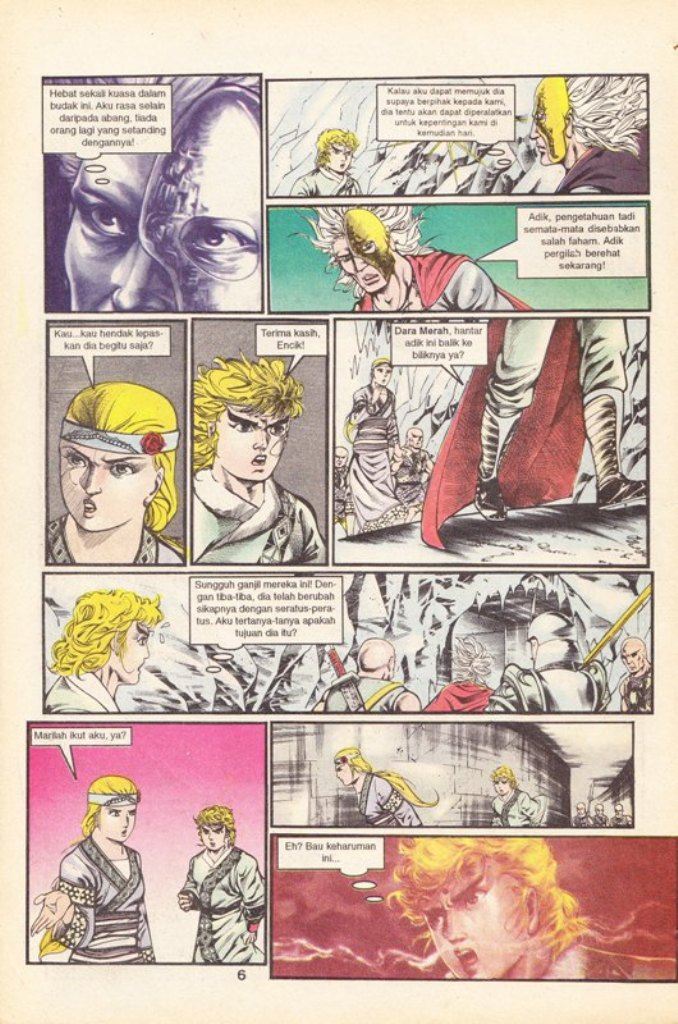 Hebat sekali kuasa dalam
budak ini. Aku rasa selain
daripada abang, tiada
orang lagi yang setanding
dengannya!
Kalau aku dapat memujuk dia
supaya berpihak kepada kami,
dia tentu akan dapat diperalatkan
untuk kepentingan kami di
kemudian hari.
Adik, pengetahuan tadi
semata-mata disebabkan
salah faham. Adik
pergilah berehat
sekarang!
Kau...kau hendak lepas-
kan dia begitu saja?
Terima kasih,
Encik!
Dara Merah, hantar
adik ini balik ke
biliknya ya?
Sungguh ganjil mereka ini! Den-
gan tiba-tiba, dia telah berubah
sikapnya dengan seratus-pera-
tus. Aku tertanya-tanya apakah
tujuan dia itu?
Marilah ikut aku, ya?
Eh? Bau keharuman
ini...
6